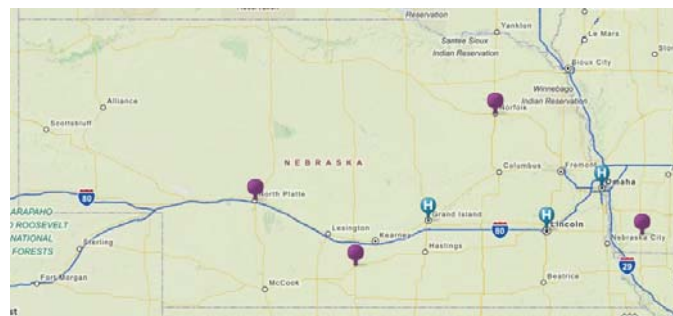 Reservation
Reservation
Yankton
Le Mars
Santee Sioux
Indian Reservation
Sioux City
Winnebago
Indian Reservation
Alliance
Norfolk
Scottsbluff
NEBRASKA
Columbus
Fremont
H
Omaha
North Platte
80
H
Grand Island
H
Lincoln
ARAPAHO
ROOSEVELT
NATIONAL
FORESTS
Sterling
Lexington
Kearney
80
Hastings
Nebraska City
29
Fort Morgan
McCook
Beatrice